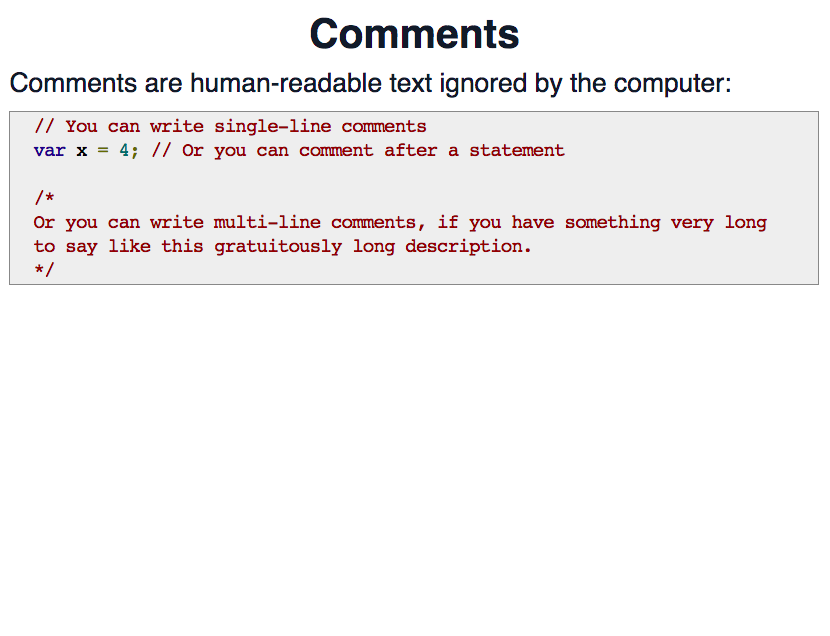 Comments
Comments are human-readable text ignored by the computer:
// You can write single-line comments
var x = 4; // Or you can comment after a statement
/*
Or you can write multi-line comments, if you have something very long
to say like this gratuitously long description.
*/